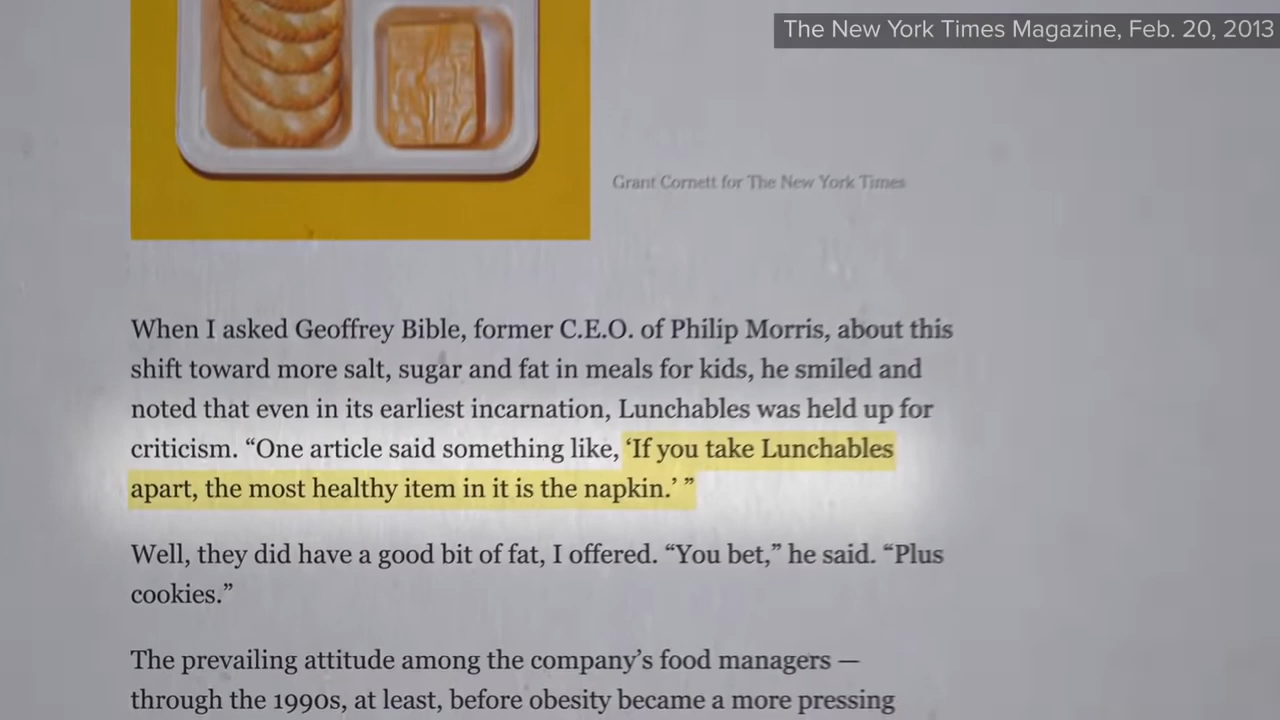 The New York Times Magazine, Feb. 20, 2013
Grant Cornett for The New York Times
When I asked Geoffrey Bible, former C.E.O. of Philip Morris, about this
shift toward more salt, sugar and fat in meals for kids, he smiled and
noted that even in its earliest incarnation, Lunchables was held up for
criticism. “One article said something like, ‘If you take Lunchables
apart, the most healthy item in it is the napkin.’ ”
Well, they did have a good bit of fat, I offered. “You bet,” he said. “Plus
cookies.”
The prevailing attitude among the company’s food managers —
through the 1990s, at least, before obesity became a more pressing